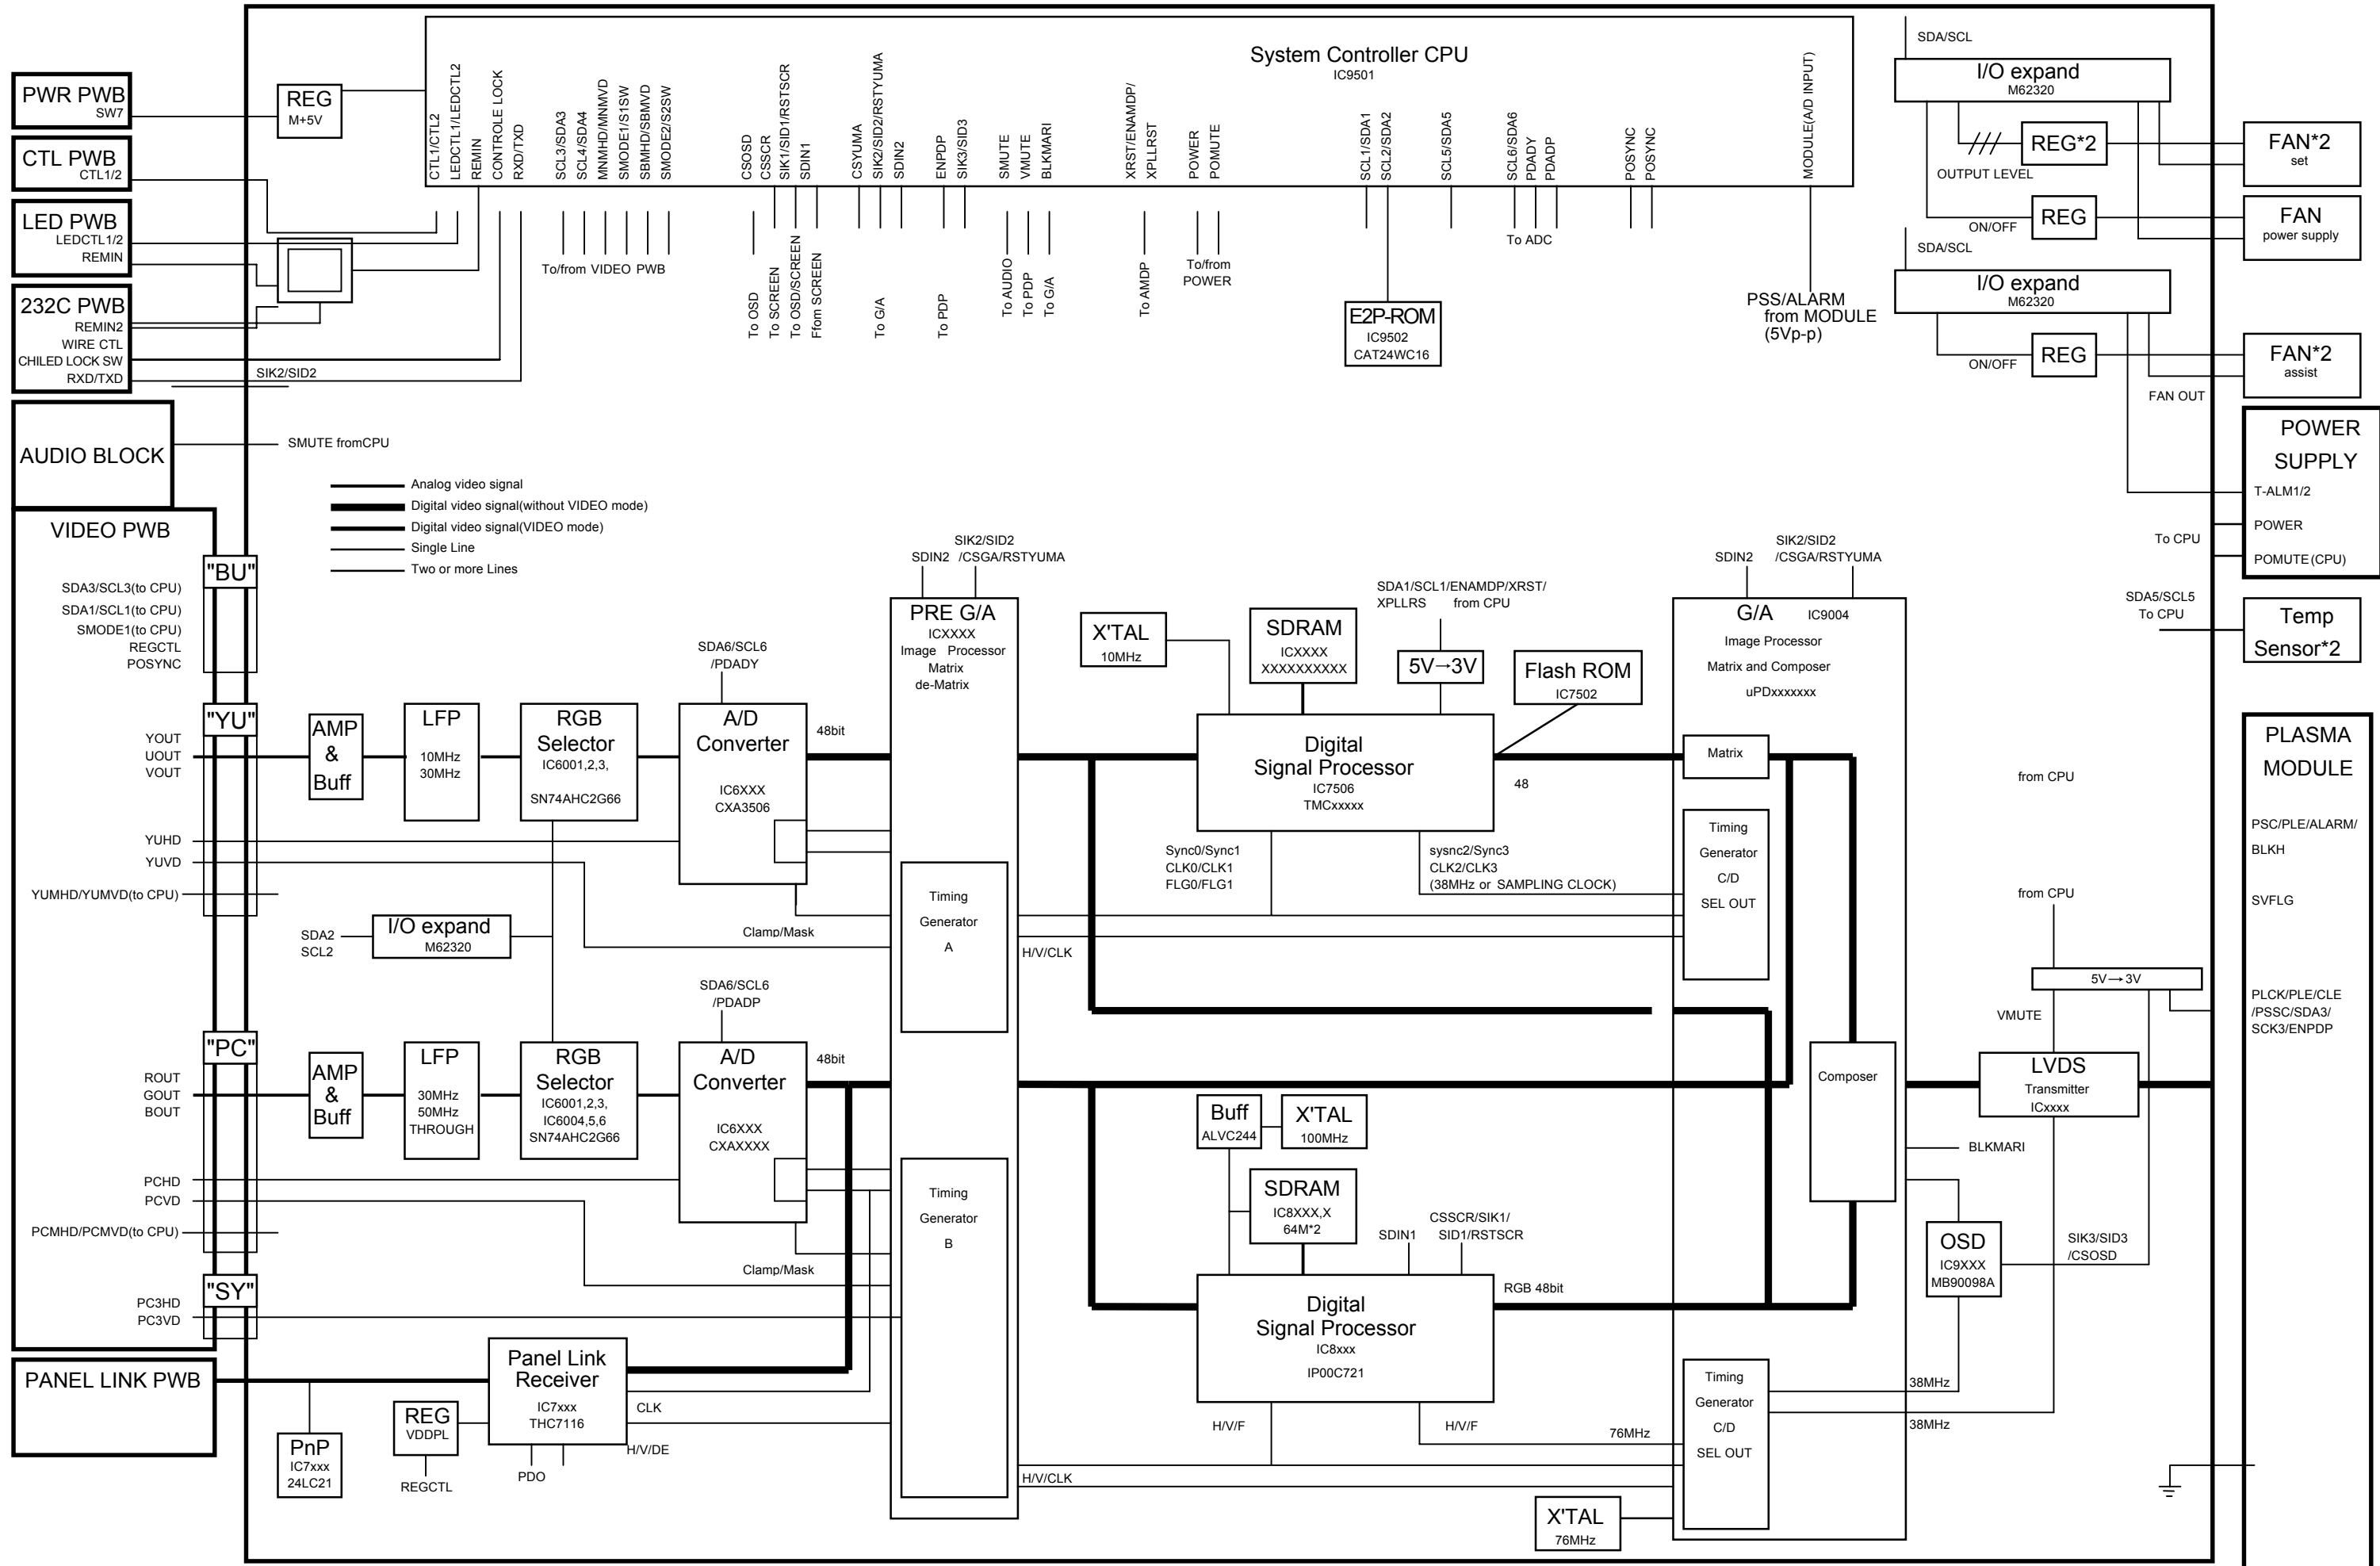 System Controller CPU
IC9501
CTL1/CTL2
LEDCTL1/LEDCTL2
REMIN
CONTROLE LOCK
RXD/TXD
SCL3/SDA3
SCL4/SDA4
MNMHD/MNMVD
SMODE1/S1SW
SBMHD/SBMVD
SMODE2/S2SW
CSOSD
CSSCR
SIK1/SID1/RSTSCR
SDIN1
CSYUMA
SIK2/SID2/RSTYUMA
SDIN2
ENPDP
SIK3/SID3
SMUTE
VMUTE
BLKMARI
XRST/ENAMDP/
XPLLRST
POWER
POMUTE
SCL1/SDA1
SCL2/SDA2
SCL5/SDA5
SCL6/SDA6
PDADY
PDADP
POSYNC
POSYNC
MODULE(A/D INPUT)
To/from VIDEO PWB
To OSD
To SCREEN
To OSD/SCREEN
Ffom SCREEN
To G/A
To PDP
To AUDIO
To PDP
To G/A
To AMDP
To/from
POWER
To ADC
E2P-ROM
IC9502
CAT24WC16
PSS/ALARM
from MODULE
(5Vp-p)
PWR PWB
SW7
REG
M+5V
CTL PWB
CTL1/2
LED PWB
LEDCTL1/2
REMIN
232C PWB
REMIN2
WIRE CTL
CHILED LOCK SW
RXD/TXD
SIK2/SID2
AUDIO BLOCK
SMUTE fromCPU
SDA/SCL
I/O expand
M62320
REG*2
OUTPUT LEVEL
FAN*2
set
REG
ON/OFF
FAN
power supply
SDA/SCL
I/O expand
M62320
REG
ON/OFF
FAN*2
assist
FAN OUT
POWER
SUPPLY
T-ALM1/2
POWER
POMUTE(CPU)
To CPU
SDA5/SCL5
To CPU
Temp
Sensor*2
Analog video signal
Digital video signal(without VIDEO mode)
Digital video signal(VIDEO mode)
Single Line
Two or more Lines
VIDEO PWB
"BU"
SDA3/SCL3(to CPU)
SDA1/SCL1(to CPU)
SMODE1(to CPU)
REGCTL
POSYNC
"YU"
YOUT
UOUT
VOUT
YUHD
YUVD
YUMHD/YUMVD(to CPU)
AMP
&
Buff
LFP
10MHz
30MHz
RGB
Selector
IC6001,2,3,
SN74AHC2G66
SDA6/SCL6
/PDADY
A/D
Converter
IC6XXX
CXA3506
48bit
SDA2
SCL2
I/O expand
M62320
Clamp/Mask
SDIN2
SIK2/SID2
/CSGA/RSTYUMA
PRE G/A
ICXXXX
Image Processor
Matrix
de-Matrix
Timing
Generator
A
H/V/CLK
X'TAL
10MHz
SDRAM
ICXXXX
XXXXXXXXXX
SDA1/SCL1/ENAMDP/XRST/
XPLLRS from CPU
5V→3V
Flash ROM
IC7502
Digital
Signal Processor
IC7506
TMCxxxxx
48
Sync0/Sync1
CLK0/CLK1
FLG0/FLG1
sysnc2/Sync3
CLK2/CLK3
(38MHz or SAMPLING CLOCK)
SDIN2
SIK2/SID2
/CSGA/RSTYUMA
G/A
IC9004
Image Processor
Matrix and Composer
uPDxxxxxxx
Matrix
Timing
Generator
C/D
SEL OUT
PLASMA
MODULE
PSC/PLE/ALARM/
BLKH
SVFLG
PLCK/PLE/CLE
/PSSC/SDA3/
SCK3/ENPDP
from CPU
from CPU
5V→3V
VMUTE
LVDS
Transmitter
ICxxxx
Composer
BLKMARI
OSD
IC9XXX
MB90098A
SIK3/SID3
/CSOSD
"PC"
ROUT
GOUT
BOUT
PCHD
PCVD
PCMHD/PCMVD(to CPU)
AMP
&
Buff
LFP
30MHz
50MHz
THROUGH
RGB
Selector
IC6001,2,3,
IC6004,5,6
SN74AHC2G66
SDA6/SCL6
/PDADP
A/D
Converter
IC6XXX
CXAXXXX
48bit
Clamp/Mask
Timing
Generator
B
H/V/CLK
Buff
ALVC244
X'TAL
100MHz
SDRAM
IC8XXX,X
64M*2
SDIN1
CSSCR/SIK1/
SID1/RSTSCR
Digital
Signal Processor
IC8xxx
IP00C721
RGB 48bit
H/V/F
H/V/F
76MHz
Timing
Generator
C/D
SEL OUT
38MHz
38MHz
X'TAL
76MHz
"SY"
PC3HD
PC3VD
PANEL LINK PWB
PnP
IC7xxx
24LC21
REG
VDDPL
REGCTL
Panel Link
Receiver
IC7xxx
THC7116
CLK
H/V/DE
PDO